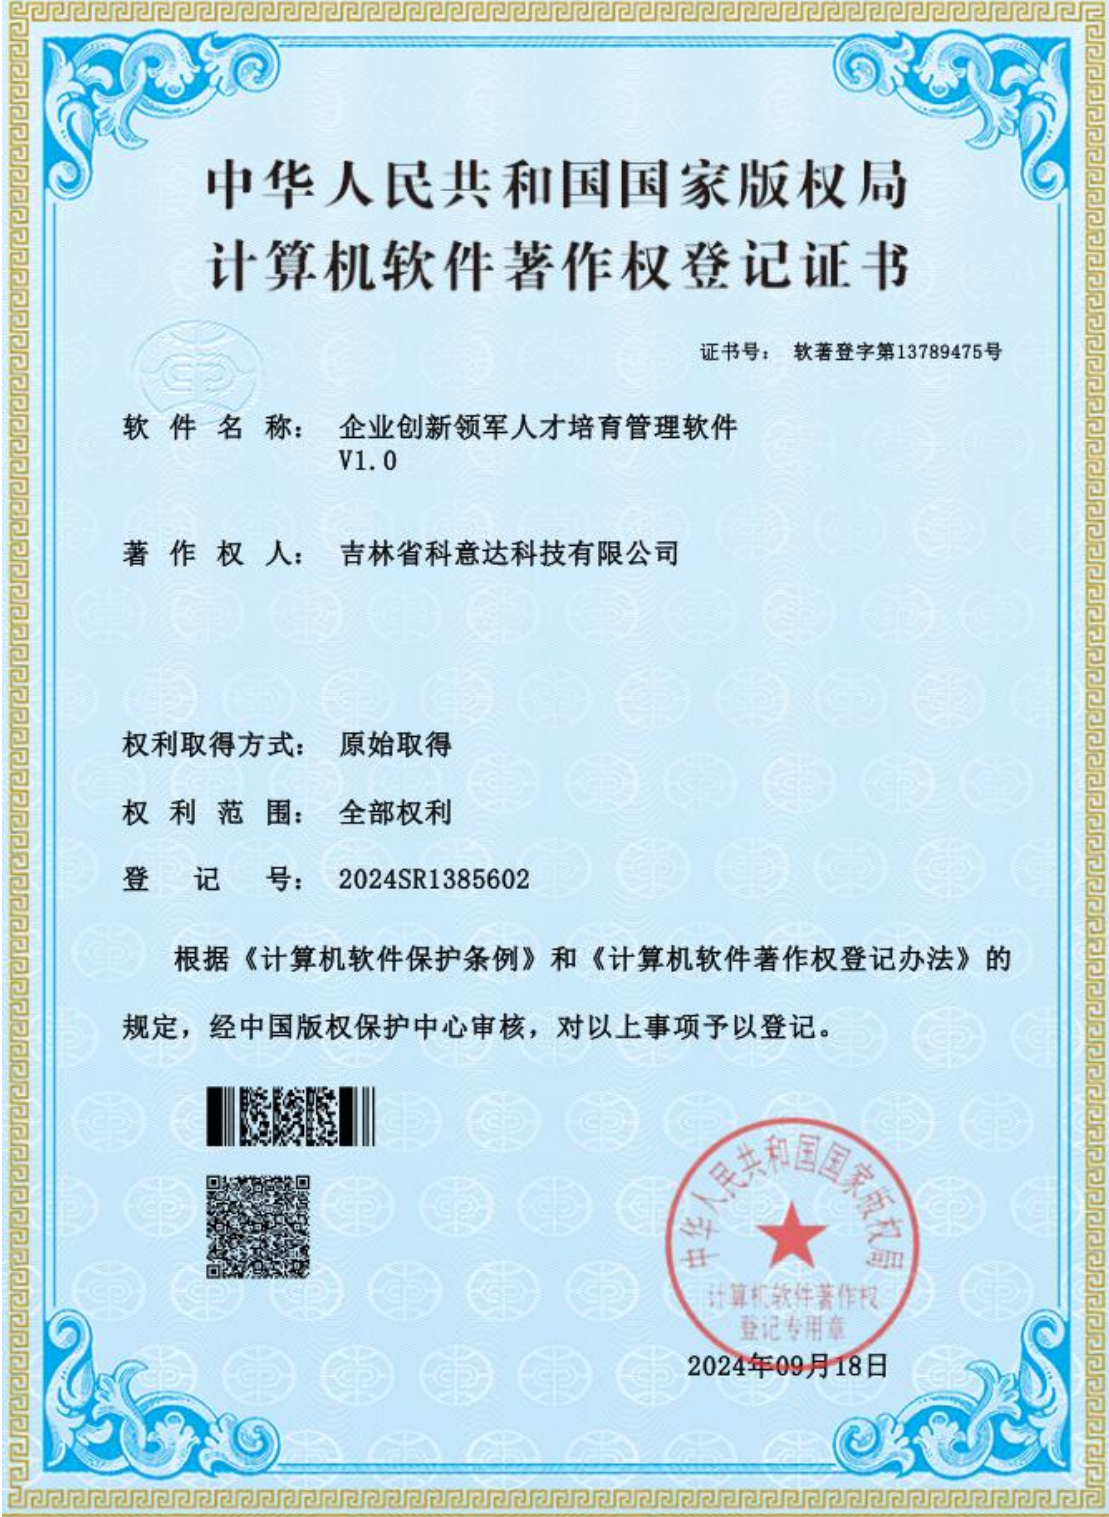 中华人民共和国国家版权局
计算机软件著作权登记证书
证书号： 软著登字第13789475号
软件名称： 企业创新领军人才培育管理软件
V1.0
著作权人： 吉林省科意达科技有限公司
权利取得方式： 原始取得
权利范围： 全部权利
登记号： 2024SR1385602
根据《计算机软件保护条例》和《计算机软件著作权登记办法》的
规定，经中国版权保护中心审核，对以上事项予以登记。
中华人民共和国国家版权局
计算机软件著作权
登记专用章
2024年09月18日